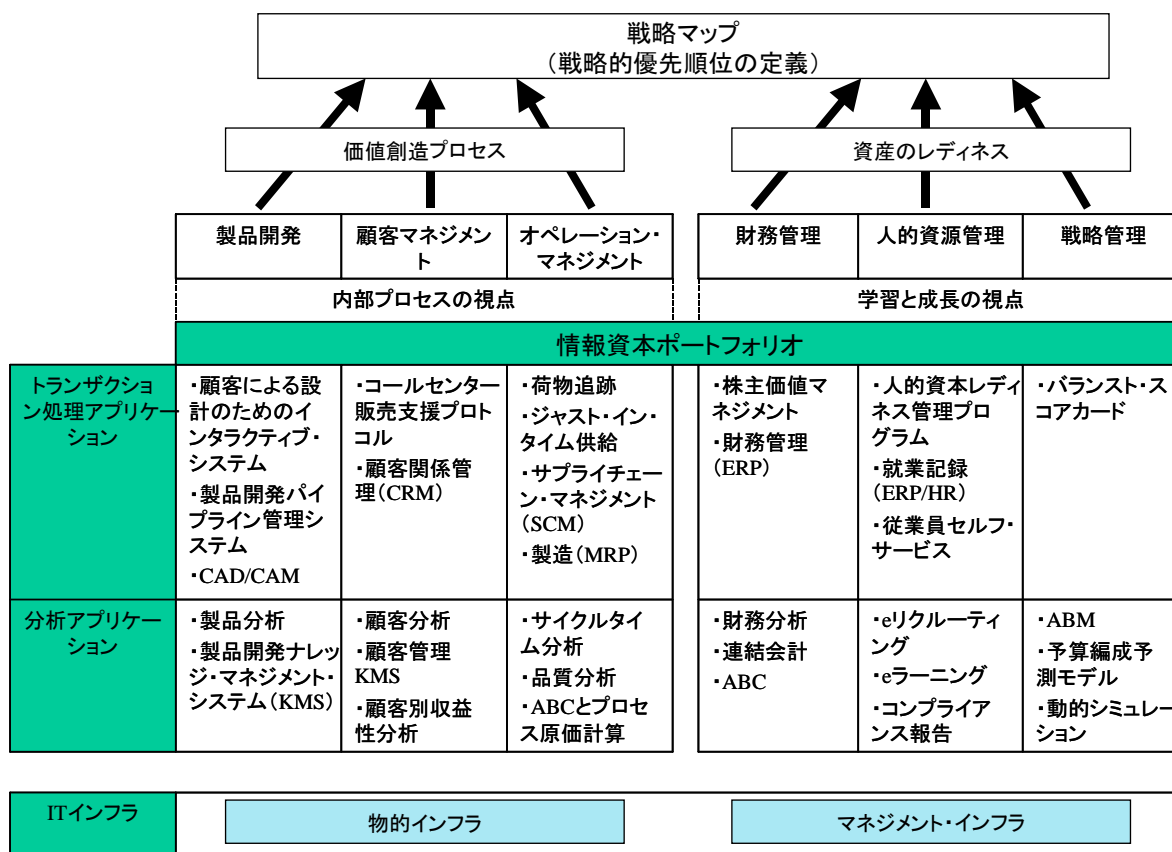 戦略マップ
（戦略的優先順位の定義）
価値創造プロセス
資産のレディネス
製品開発
顧客マネジメン
ト
オペレーション・
マネジメント
財務管理
人的資源管理
戦略管理
内部プロセスの視点
学習と成長の視点
情報資本ポートフォリオ
トランザクショ
ン処理アプリケー
ション
・顧客による設
計のためのイ
ンタラクティブ・
システム
・製品開発パイ
プライン管理シ
ステム
・CAD/CAM
・コールセンター
販売支援プロト
コル
・顧客関係管
理（CRM）
・荷物追跡
・ジャスト・イン・
タイム供給
・サプライチェー
ン・マネジメント
（SCM）
・製造（MRP）
・株主価値マ
ネジメント
・財務管理
（ERP）
・人的資本レディ
ネス管理プロ
グラム
・就業記録
（ERP/HR）
・従業員セルフ・
サービス
・バランスト・ス
コアカード
分析アプリケー
ション
・製品分析
・製品開発ナレッ
ジ・マネジメント・
システム（KMS）
・顧客分析
・顧客管理
KMS
・顧客別収益
性分析
・サイクルタイ
ム分析
・品質分析
・ABCとプロセ
ス原価計算
・財務分析
・連結会計
・ABC
・eリクルーティ
ング
・eラーニング
・コンプライア
ンス報告
・ABM
・予算編成予
測モデル
・動的シミュレー
ション
ITインフラ
物的インフラ
マネジメント・インフラ